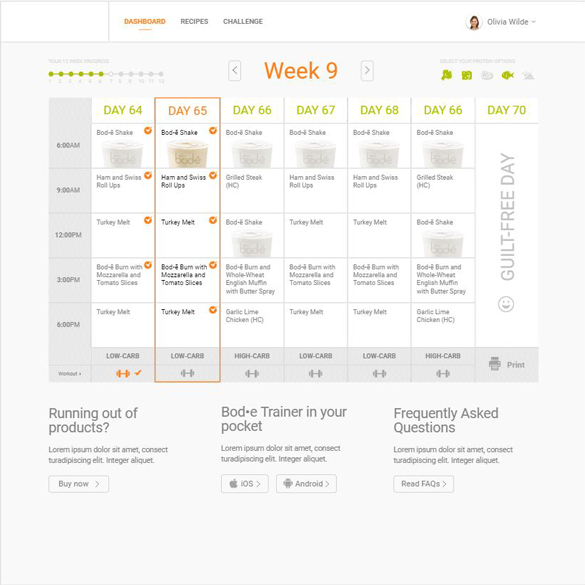 DASHBOARD RECIPES CHALLENGE Olivia Wilde
YOUR 12 WEEK PROGRESS
SELECT YOUR PROTEIN OPTIONS
Week 9
1 2 3 4 5 6 7 8 9 10 11 12
DAY 64 DAY 65 DAY 66 DAY 67 DAY 68 DAY 66 DAY 70
6:00AM
Bod•ē Shake Bod•ē Shake Bod•ē Shake Bod•ē Shake Bod•ē Shake Bod•ē Shake
bodē bodē bodē bodē bodē bodē
9:00AM
Ham and Swiss Ham and Swiss Grilled Steak Ham and Swiss Ham and Swiss Grilled Steak
Roll Ups Roll Ups (HC) Roll Ups Roll Ups (HC)
12:00PM
Turkey Melt Turkey Melt Bod•ē Shake Turkey Melt Turkey Melt Bod•ē Shake
bodē bodē
3:00PM
Bod•ē Burn with Bod•ē Burn with Bod•ē Burn and Bod•ē Burn with Bod•ē Burn with Bod•ē Burn and
Mozzarella and Mozzarella and Whole-Wheat Mozzarella and Mozzarella and Whole-Wheat
Tomato Slices Tomato Slices English Muffin Tomato Slices Tomato Slices English Muffin
with Butter Spray with Butter Spray
6:00PM
Turkey Melt Turkey Melt Garlic Lime Turkey Melt Turkey Melt Garlic Lime
Chicken (HC) Chicken (HC)
GUILT-FREE DAY
LOW-CARB LOW-CARB HIGH-CARB LOW-CARB LOW-CARB HIGH-CARB
Print
Workout
Running out of
products?
Lorem ipsum dolor sit amet, consect
turadipiscing elit. Integer aliquet.
Buy now
Bod•e Trainer in your
pocket
Lorem ipsum dolor sit amet, consect
turadipiscing elit. Integer aliquet.
iOS Android
Frequently Asked
Questions
Lorem ipsum dolor sit amet, consect
turadipiscing elit. Integer aliquet.
Read FAQs